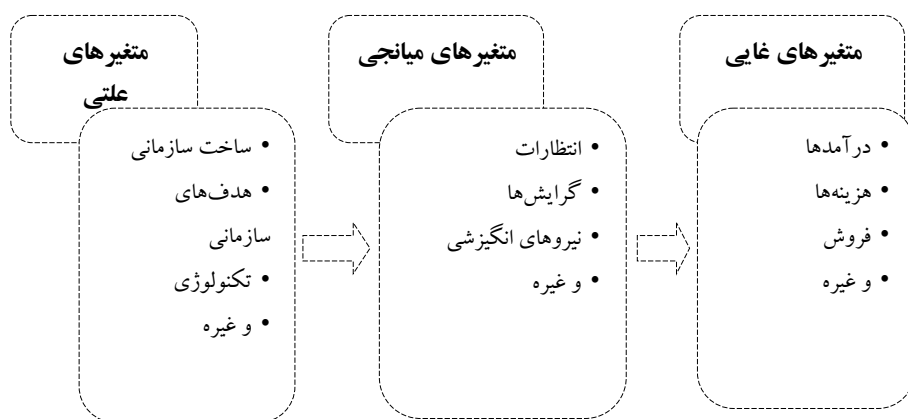 متغیرهای
علتی
• ساخت سازمانی
• هدف‌های
سازمانی
• تکنولوژی
• و غیره
متغیرهای میانجی
• انتظارات
• گرایش‌ها
• نیروهای انگیزشی
• و غیره
متغیرهای غایی
• درآمدها
• هزینه‌ها
• فروش
• و غیره